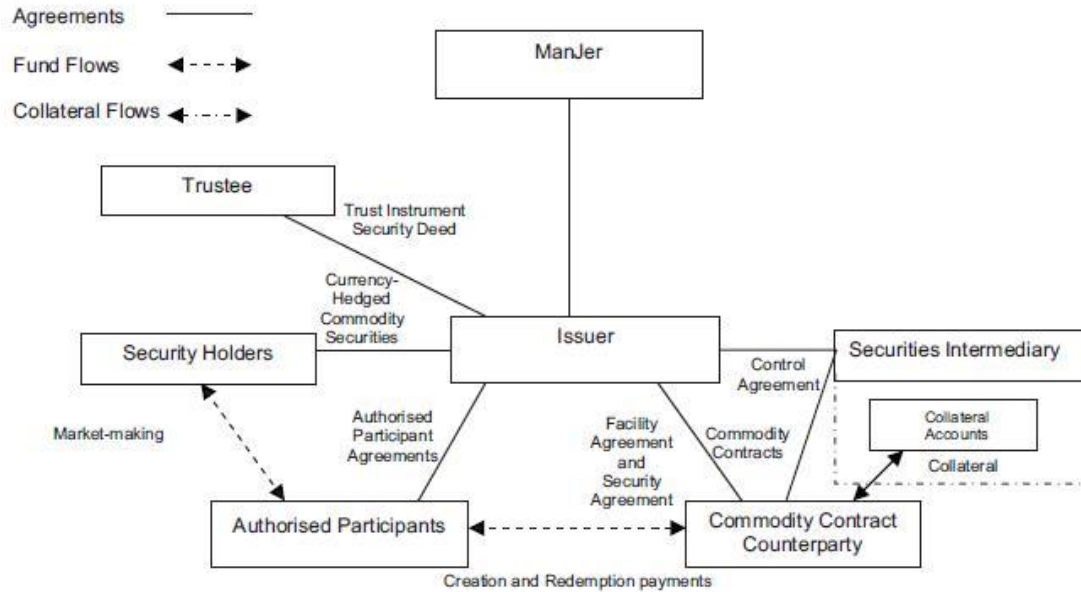 Agreements
Fund Flows
Collateral Flows
ManJer
Trustee
Trust Instrument
Security Deed
Currency-
Hedged
Commodity
Securities
Issuer
Security Holders
Securities Intermediary
Control
Agreement
Collateral
Accounts
Collateral
Market-making
Authorised
Participant
Agreements
Facility
Agreement
and
Security
Agreement
Commodity
Contracts
Authorised Participants
Commodity Contract
Counterparty
Creation and Redemption payments